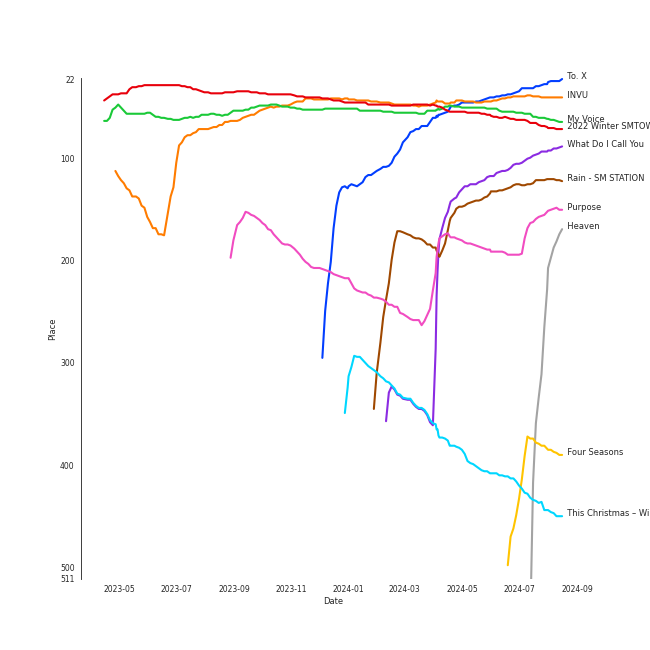 22
100
200
300
400
500
511
Place
2023-05
2023-07
2023-09
2023-11
2024-01
2024-03
2024-05
2024-07
2024-09
Date
To. X
INVU
My Voice
2022 Winter SMTOW
What Do I Call You
Rain - SM STATION
Purpose
Heaven
Four Seasons
This Christmas – Wi